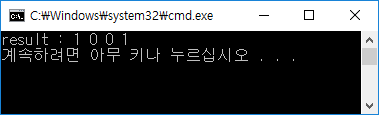 C:₩Windows₩system32₩cmd.exe
result : 1 0 0 1
계속하려면 아무 키나 누르십시오 . . .